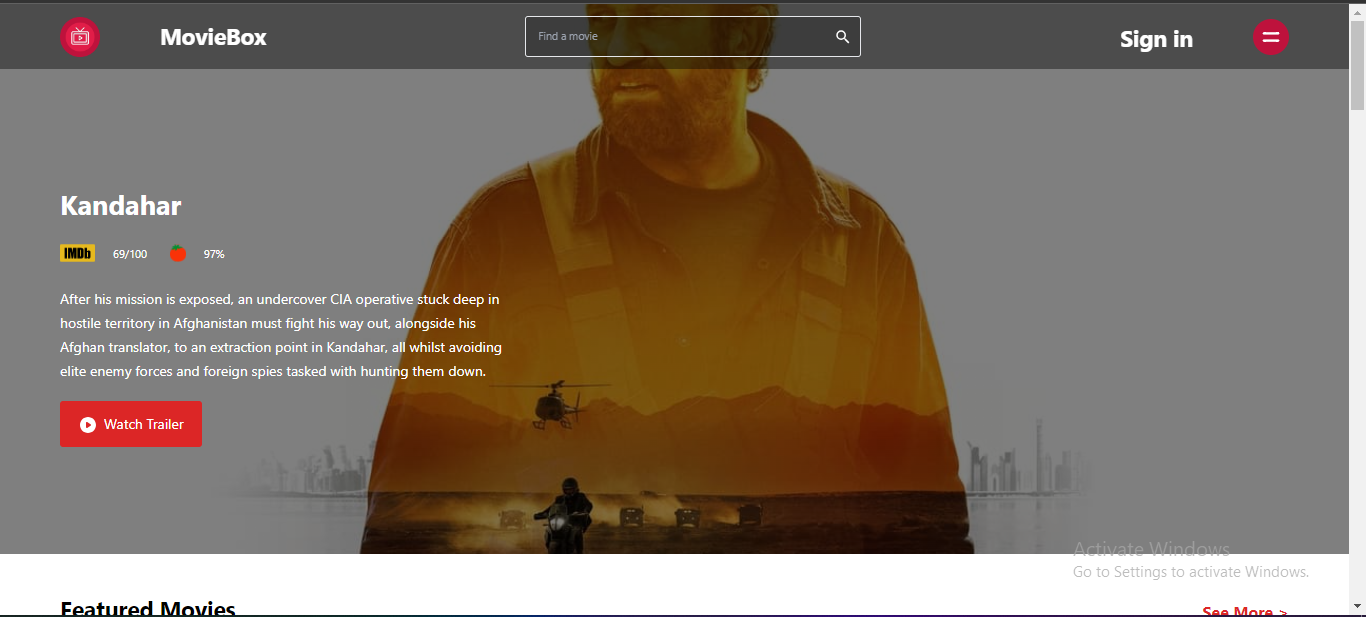 MovieBox
Find a movie
Sign in
Kandahar
IMDb 69/100 97%
After his mission is exposed, an undercover CIA operative stuck deep in
hostile territory in Afghanistan must fight his way out, alongside his
Afghan translator, to an extraction point in Kandahar, all whilst avoiding
elite enemy forces and foreign spies tasked with hunting them down.
Watch Trailer
Activate Windows
Go to Settings to activate Windows.
Featured Movies
See More >